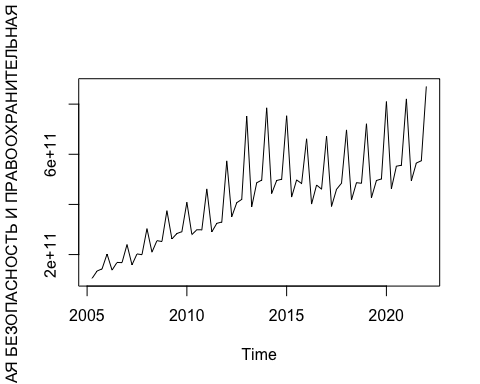 АЯ БЕЗОПАСНОСТЬ И ПРАВООХРАНИТЕЛЬНАЯ
6e+11
2e+11
2005 2010 2015 2020
Time